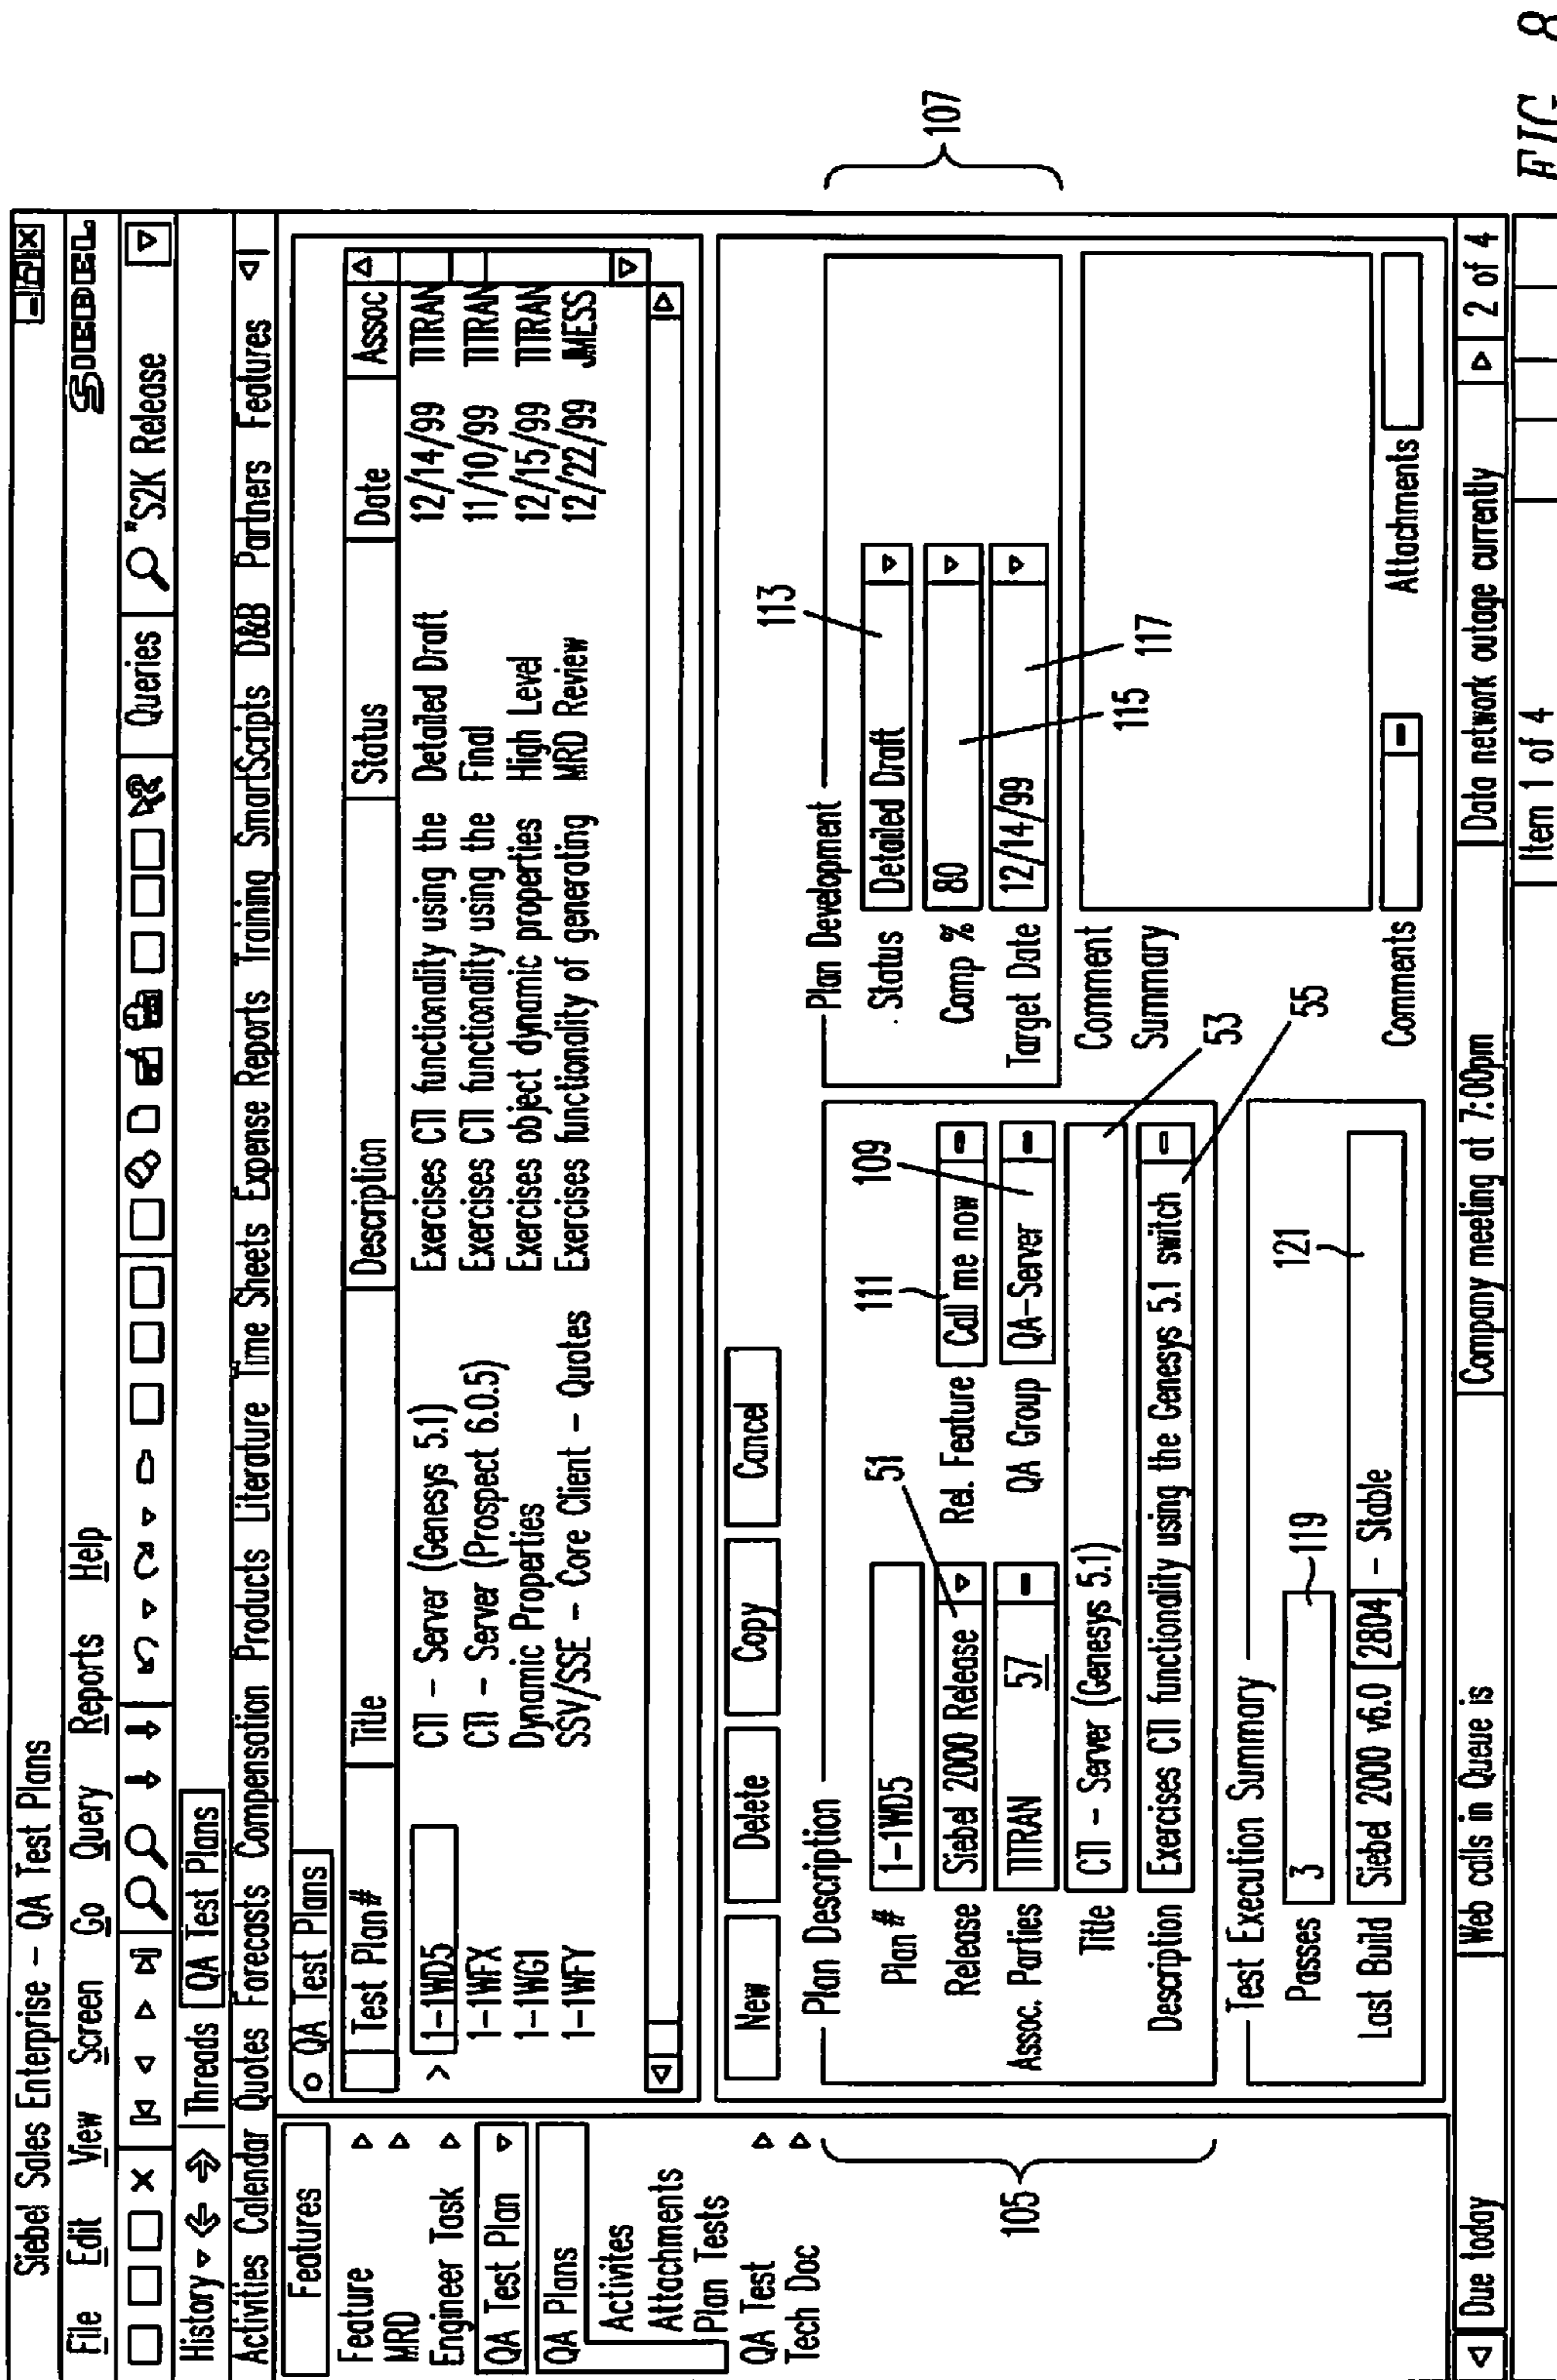 Siebel Sales Enterprise – QA Test Plans
File Edit View Screen Go Query Reports Help
SIEBEL
Queries "S2K Release
History Threads QA Test Plans
Activities Calendar Quotes Forecasts Compensation Products Literature Time Sheets Expense Reports Training SmartScripts D&B Partners Features
Features
Feature
MRD
Engineer Task
QA Test Plan
QA Plans
Activites
Attachments
Plan Tests
QA Test
Tech Doc
QA Test Plans
Test Plan# Title Description Status Date Assoc
> 1-1WD5 CTI – Server (Genesys 5.1) Exercises CTI functionality using the Detailed Draft 12/14/99 TTTRAN
1-1WFX CTI – Server (Prospect 6.0.5) Exercises CTI functionality using the Final 11/10/99 TTTRAN
1-1WG1 Dynamic Properties Exercises object dynamic properties High Level 12/15/99 TTTRAN
1-1WFY SSV/SSE – Core Client – Quotes Exercises functionality of generating MRD Review 12/22/99 JMESS
New Delete Copy Cancel
105
Plan Description
Plan # 1-1WD5
51
111
109
Release Siebel 2000 Release Rel. Feature Call me now
Assoc. Parties TTTRAN 57 QA Group QA-Server
Title CTI – Server (Genesys 5.1)
53
Description Exercises CTI functionality using the Genesys 5.1 switch
55
Test Execution Summary
Passes 3
119
121
Last Build Siebel 2000 v6.0 [2804] – Stable
107
Plan Development
113
Status Detailed Draft
Comp % 80
Target Date 12/14/99
115
117
Comment
Summary
Comments Attachments
Due today Web calls in Queue is Company meeting at 7:00pm Data network outage currently 2 of 4
Item 1 of 4
FIG. 8